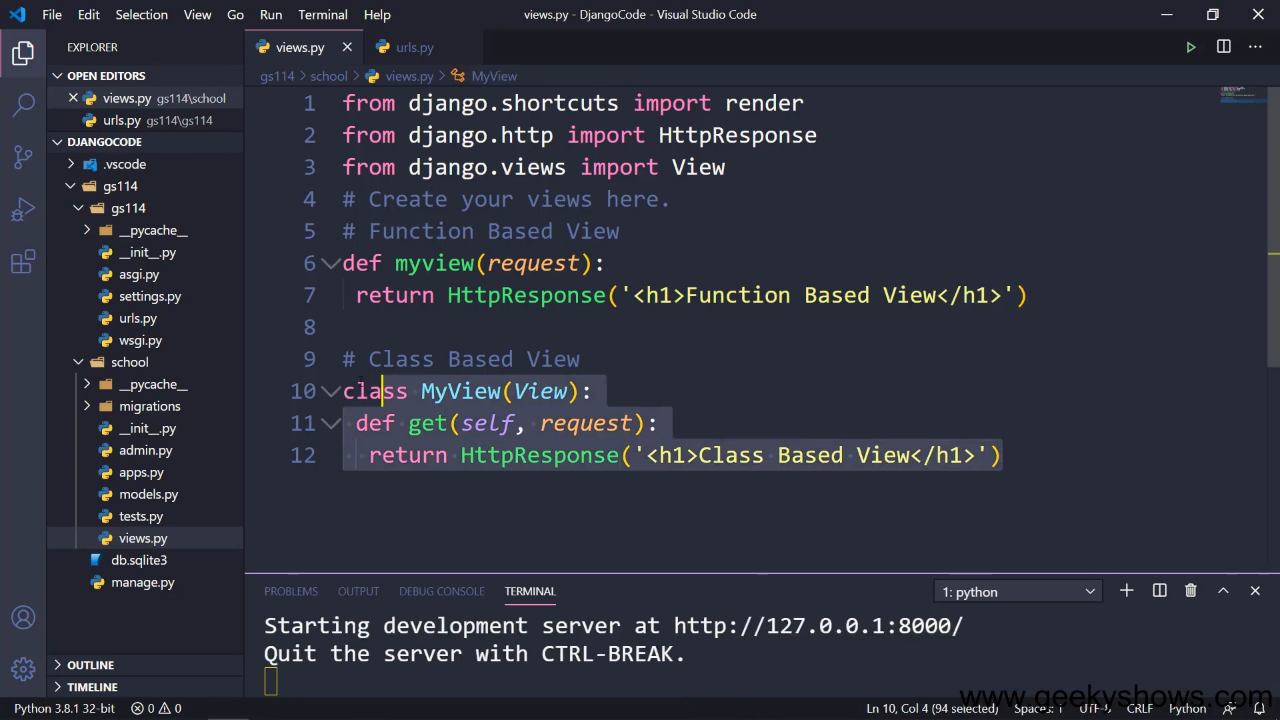 File Edit Selection View Go Run Terminal Help views.py - DjangoCode - Visual Studio Code
EXPLORER
OPEN EDITORS
views.py gs114\school
urls.py gs114\gs114
DJANGOCODE
.vscode
gs114
gs114
__pycache__
__init__.py
asgi.py
settings.py
urls.py
wsgi.py
school
__pycache__
migrations
__init__.py
admin.py
apps.py
models.py
tests.py
views.py
db.sqlite3
manage.py
OUTLINE
TIMELINE
views.py urls.py
gs114 > school > views.py > MyView
1 from django.shortcuts import render
2 from django.http import HttpResponse
3 from django.views import View
4 # Create your views here.
5 # Function Based View
6 def myview(request):
7 return HttpResponse('<h1>Function Based View</h1>')
8
9 # Class Based View
10 class MyView(View):
11 def get(self, request):
12 return HttpResponse('<h1>Class Based View</h1>')
PROBLEMS OUTPUT DEBUG CONSOLE TERMINAL 1: python
Starting development server at http://127.0.0.1:8000/
Quit the server with CTRL-BREAK.
www.geekyshows.com
Python 3.8.1 32-bit 0 0 Ln 10, Col 4 (94 selected) Spaces: 1 UTF-8 CRLF Python